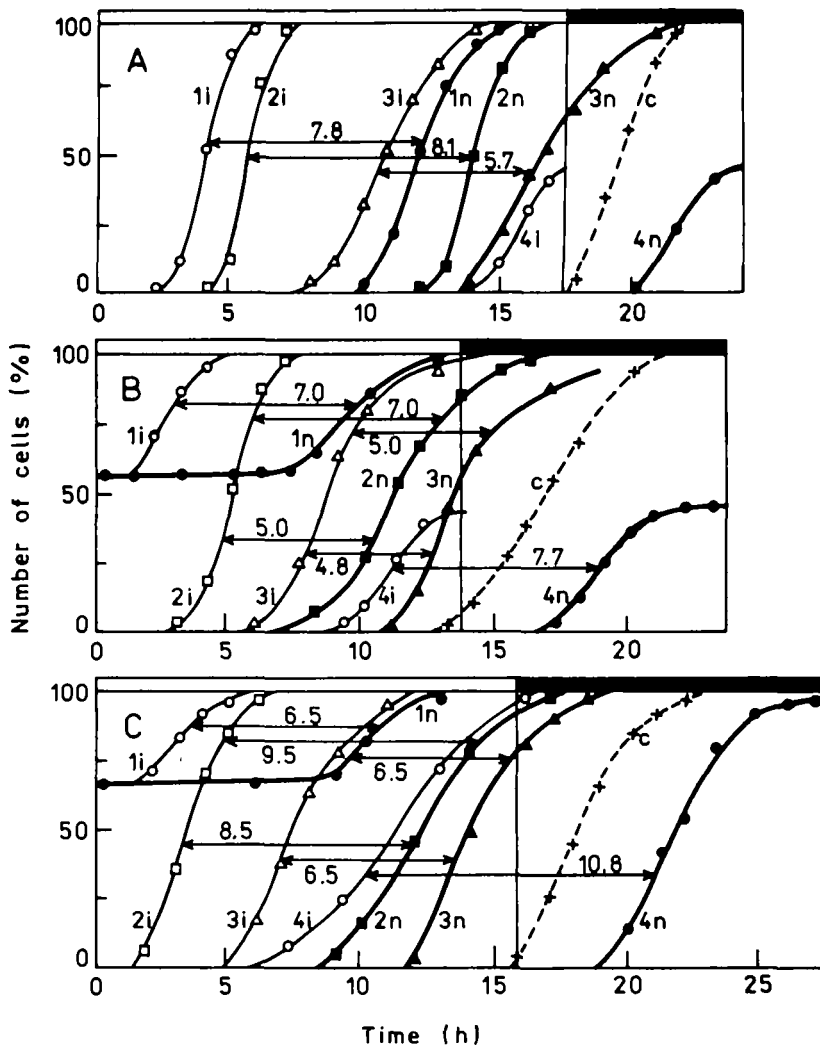 Number of cells (%)
A
100
50
0
1i
2i
3i
1n
2n
3n
c
4i
4n
7.8
8.1
5.7
0
5
10
15
20
B
100
50
0
1i
7.0
7.0
1n
5.0
2n
3n
c
5.0
4.8
7.7
2i
3i
4i
4n
0
5
10
15
20
C
100
50
0
1i
6.5
1n
9.5
6.5
c
8.5
6.5
10.8
2i
3i
4i
2n
3n
4n
0
5
10
15
20
25
Time (h)